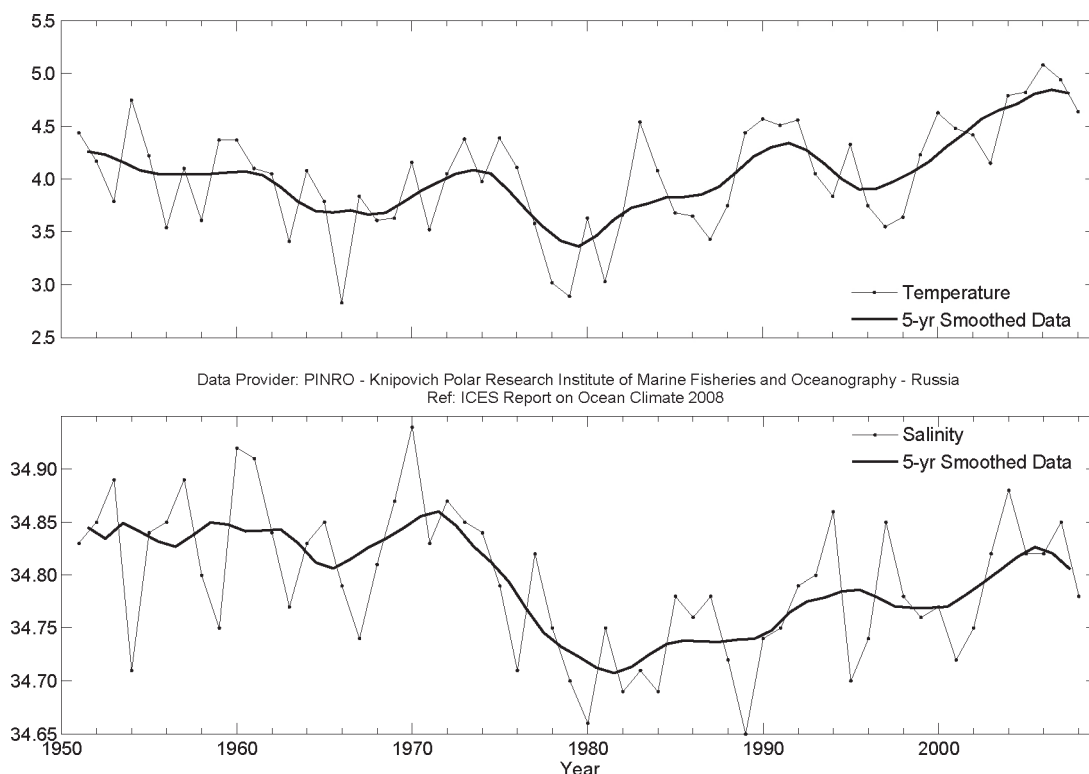 5.5
5.0
4.5
4.0
3.5
3.0
2.5
Temperature
5-yr Smoothed Data
Data Provider: PINRO - Knipovich Polar Research Institute of Marine Fisheries and Oceanography - Russia
Ref: ICES Report on Ocean Climate 2008
Salinity
5-yr Smoothed Data
34.90
34.85
34.80
34.75
34.70
34.65
1950 1960 1970 1980 1990 2000
Year